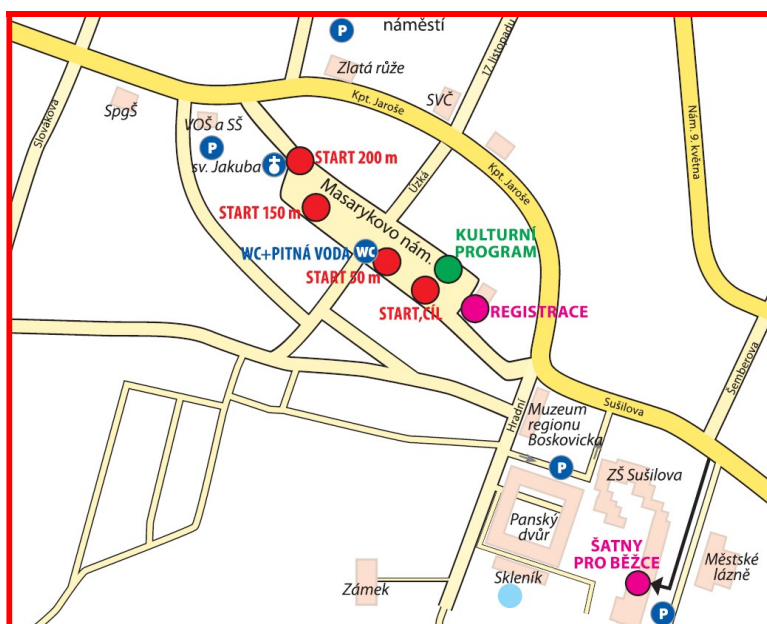 P
náměstí
Zlatá růže
17. listopadu
Slovákova
SpgŠ
VOŠ a SŠ
P
SVČ
Kpt. Jaroše
Nám. 9. května
sv. Jakuba
START 200 m
Úzká
Kpt. Jaroše
START 150 m
Masarykovo nám.
KULTURNÍ
PROGRAM
WC+PITNÁ VODA
WC
START 50 m
START,CÍL
REGISTRACE
Šemberova
Hradní
Sušilova
Muzeum
regionu
Boskovicka
P
ZŠ Sušilova
Panský
dvůr
ŠATNY
PRO BĚŽCE
Městské
lázně
Zámek
Skleník
P